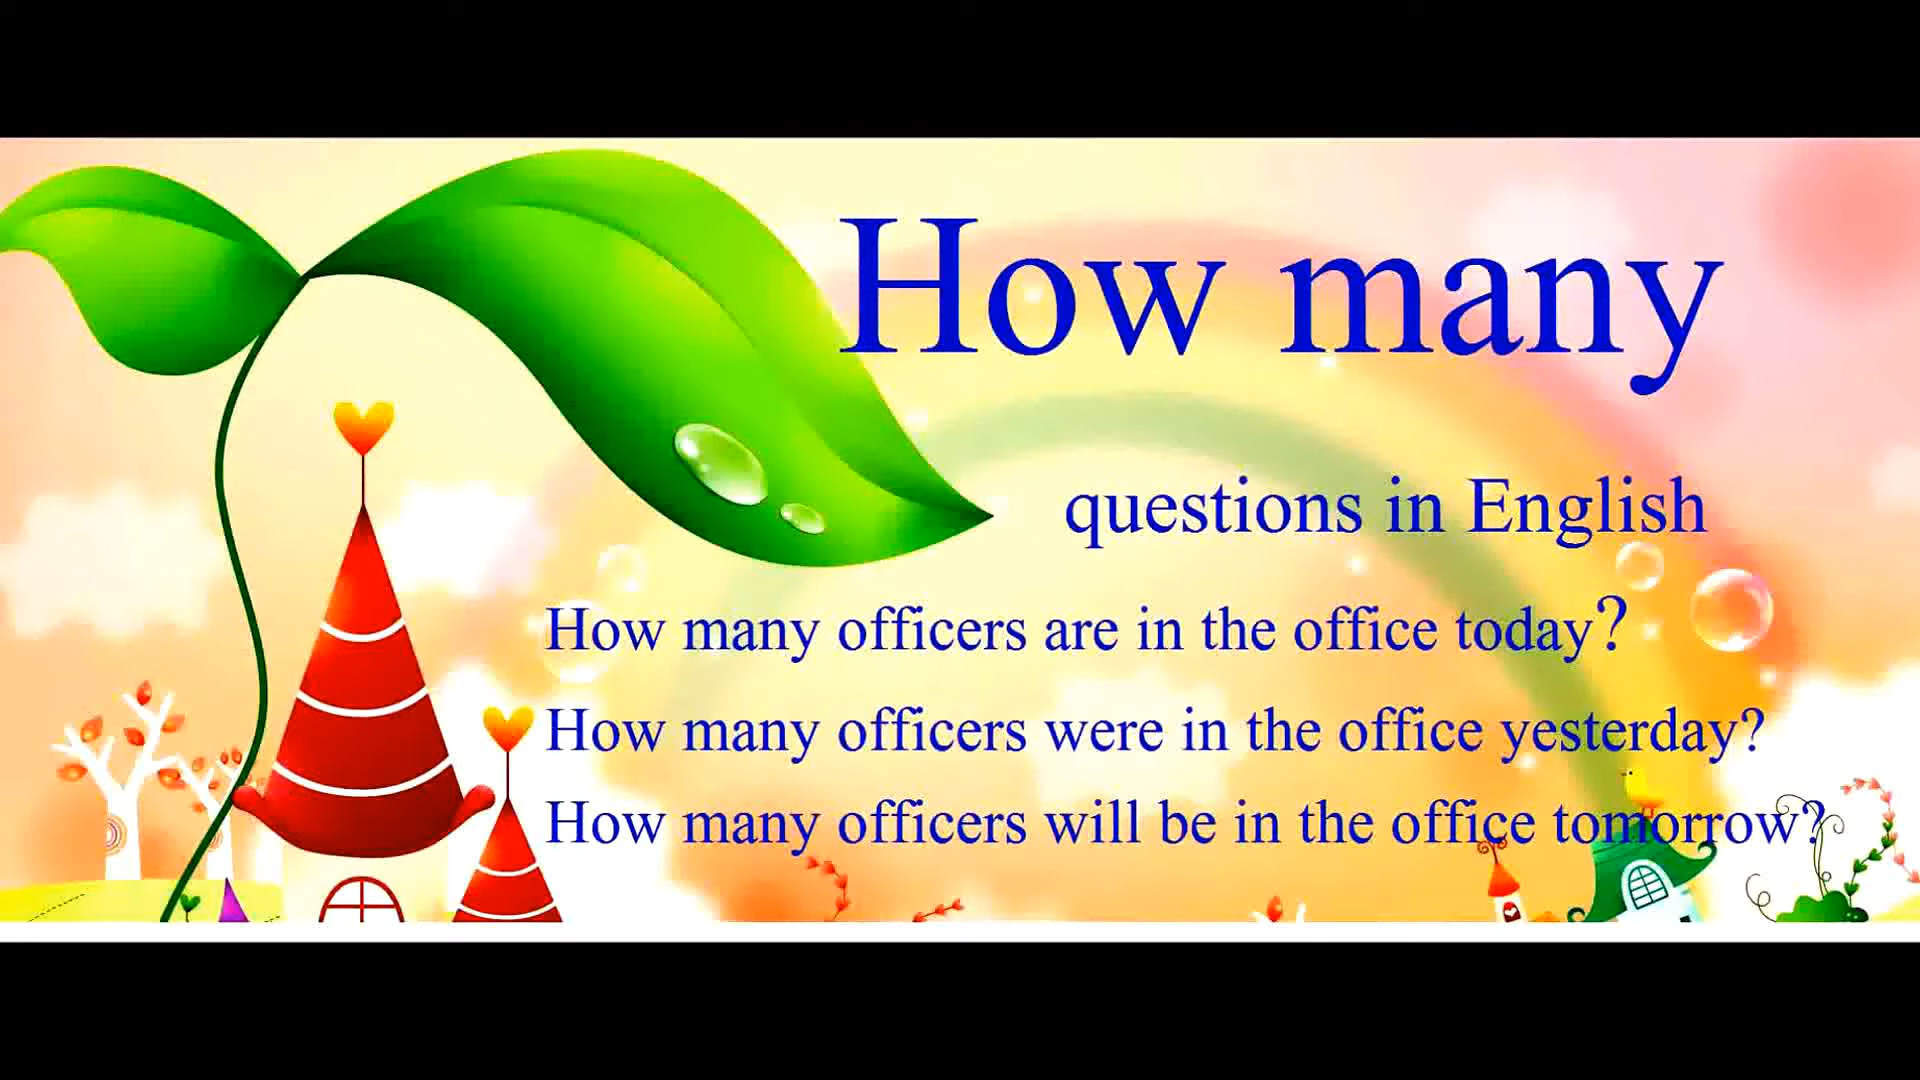 How many
questions in English
How many officers are in the office today?
How many officers were in the office yesterday?
How many officers will be in the office tomorrow?